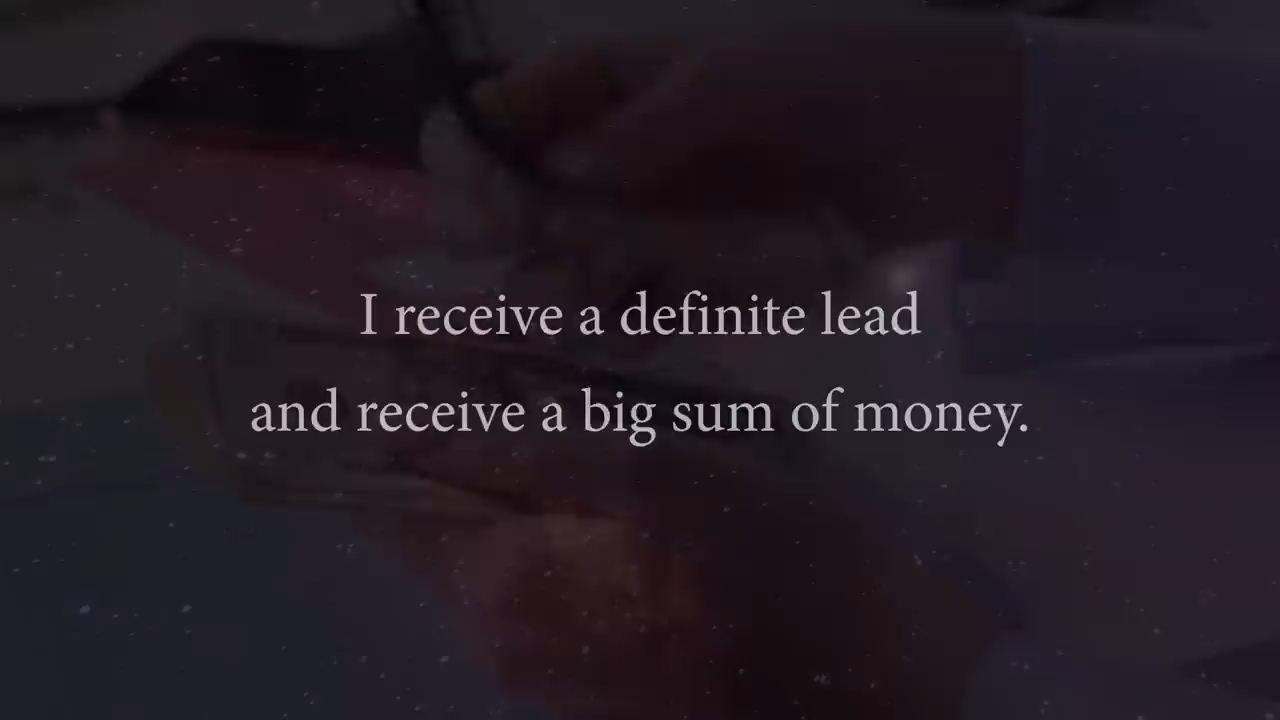 I receive a definite lead
and receive a big sum of money.